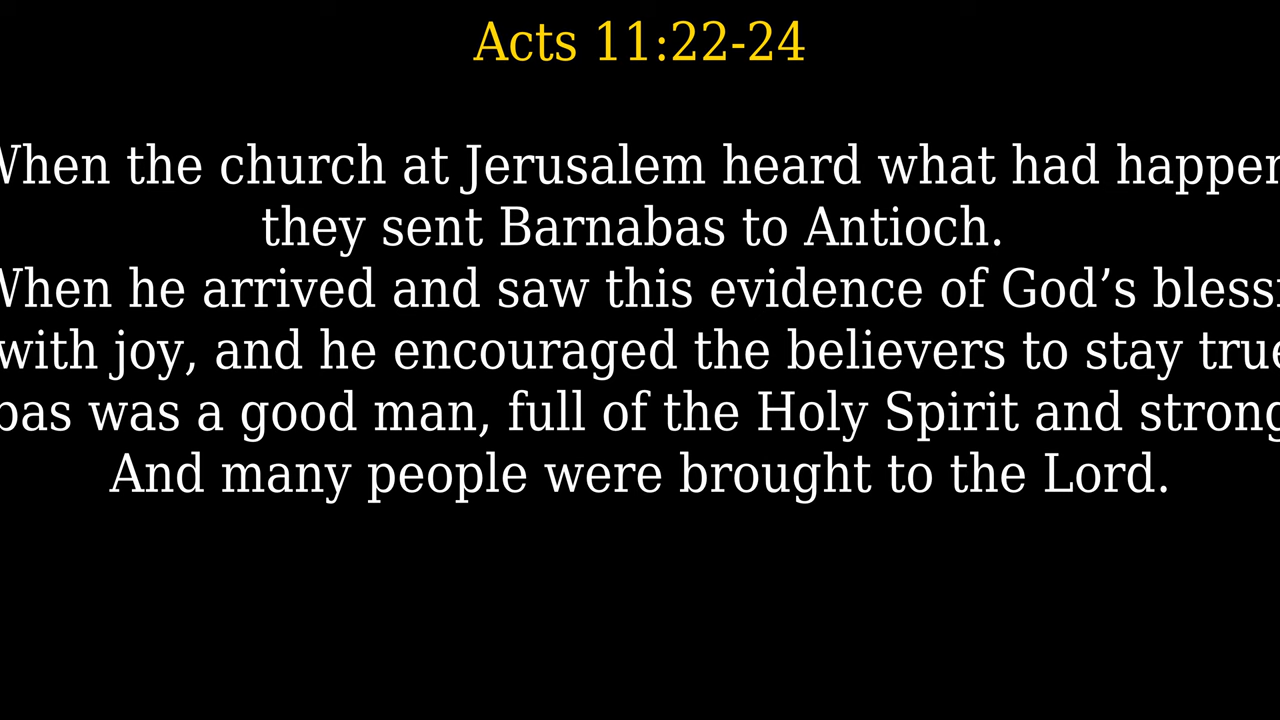 Acts 11:22-24
When the church at Jerusalem heard what had happen
they sent Barnabas to Antioch.
When he arrived and saw this evidence of God’s bless
with joy, and he encouraged the believers to stay true
bas was a good man, full of the Holy Spirit and strong
And many people were brought to the Lord.